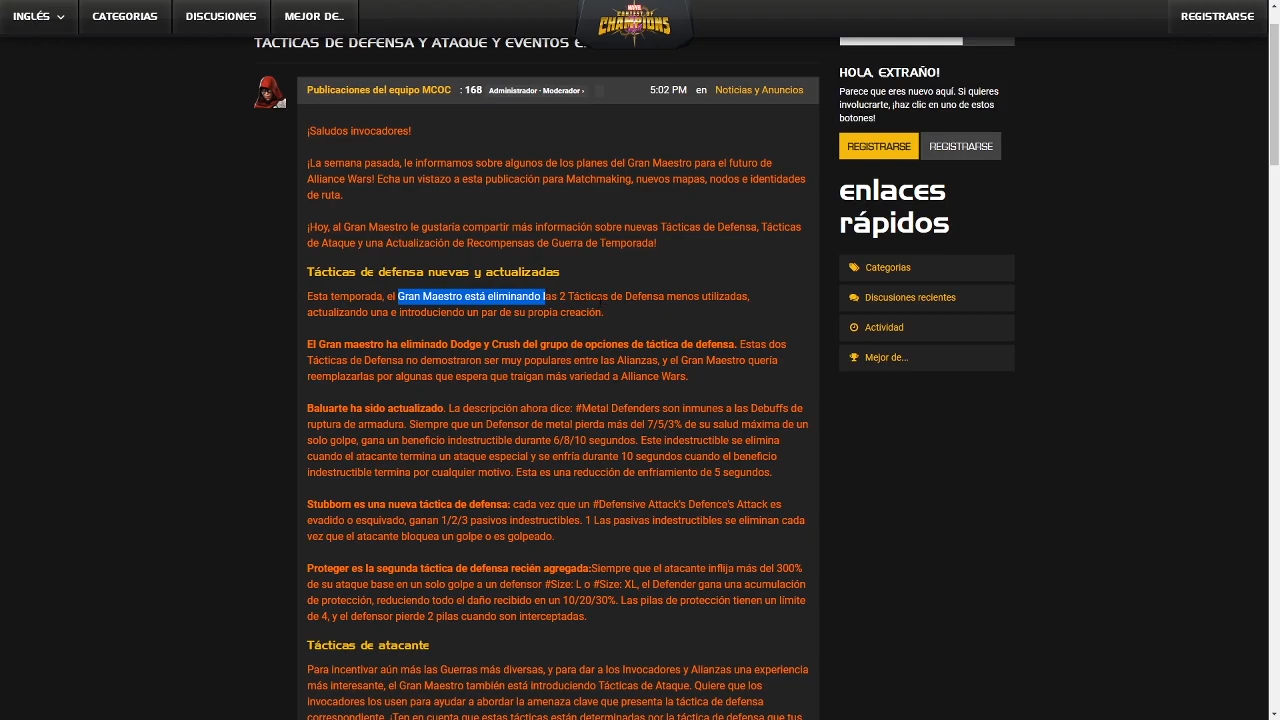 INGLÉS
CATEGORIAS
DISCUSIONES
MEJOR DE...
MARVEL
CONTEST OF
CHAMPIONS
REGISTRARSE
TÁCTICAS DE DEFENSA Y ATAQUE Y EVENTOS E
Publicaciones del equipo MCOC : 168 Administrador · Moderador ›
5:02 PM en Noticias y Anuncios
¡Saludos invocadores!
¡La semana pasada, le informamos sobre algunos de los planes del Gran Maestro para el futuro de
Alliance Wars! Echa un vistazo a esta publicación para Matchmaking, nuevos mapas, nodos e identidades
de ruta.
¡Hoy, al Gran Maestro le gustaría compartir más información sobre nuevas Tácticas de Defensa, Tácticas
de Ataque y una Actualización de Recompensas de Guerra de Temporada!
Tácticas de defensa nuevas y actualizadas
Esta temporada, el Gran Maestro está eliminando las 2 Tácticas de Defensa menos utilizadas,
actualizando una e introduciendo un par de su propia creación.
El Gran maestro ha eliminado Dodge y Crush del grupo de opciones de táctica de defensa. Estas dos
Tácticas de Defensa no demostraron ser muy populares entre las Alianzas, y el Gran Maestro quería
reemplazarlas por algunas que espera que traigan más variedad a Alliance Wars.
Baluarte ha sido actualizado. La descripción ahora dice: #Metal Defenders son inmunes a las Debuffs de
ruptura de armadura. Siempre que un Defensor de metal pierda más del 7/5/3% de su salud máxima de un
solo golpe, gana un beneficio indestructible durante 6/8/10 segundos. Este indestructible se elimina
cuando el atacante termina un ataque especial y se enfría durante 10 segundos cuando el beneficio
indestructible termina por cualquier motivo. Esta es una reducción de enfriamiento de 5 segundos.
Stubborn es una nueva táctica de defensa: cada vez que un #Defensive Attack's Defence's Attack es
evadido o esquivado, ganan 1/2/3 pasivos indestructibles. 1 Las pasivas indestructibles se eliminan cada
vez que el atacante bloquea un golpe o es golpeado.
Proteger es la segunda táctica de defensa recién agregada:Siempre que el atacante inflija más del 300%
de su ataque base en un solo golpe a un defensor #Size: L o #Size: XL, el Defender gana una acumulación
de protección, reduciendo todo el daño recibido en un 10/20/30%. Las pilas de protección tienen un límite
de 4, y el defensor pierde 2 pilas cuando son interceptadas.
Tácticas de atacante
Para incentivar aún más las Guerras más diversas, y para dar a los Invocadores y Alianzas una experiencia
más interesante, el Gran Maestro también está introduciendo Tácticas de Ataque. Quiere que los
Invocadores los usen para ayudar a abordar la amenaza clave que presenta la táctica de defensa
correspondiente. ¡Ten en cuenta que estas tácticas están determinadas por la táctica de defensa que tus
HOLA, EXTRAÑO!
Parece que eres nuevo aquí. Si quieres
involucrarte, ¡haz clic en uno de estos
botones!
REGISTRARSE
REGISTRARSE
enlaces
rápidos
Categorias
Discusiones recientes
Actividad
Mejor de...